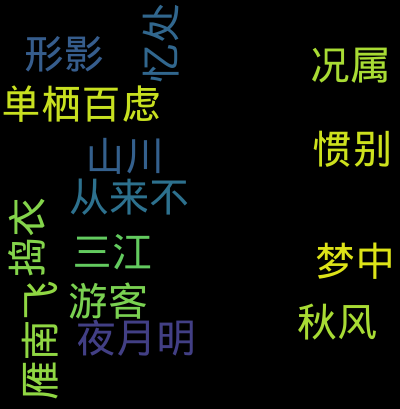 形影
忆处
况属
单栖百虑
惯别
山川
从来不
捣衣
三江
梦中
游客
雁南飞
秋风
夜月明